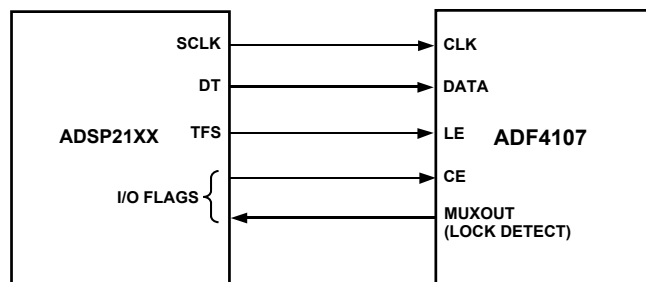 SCLK
CLK
DT
DATA
ADSP21XX
TFS
LE
ADF4107
CE
I/O FLAGS
MUXOUT
(LOCK DETECT)